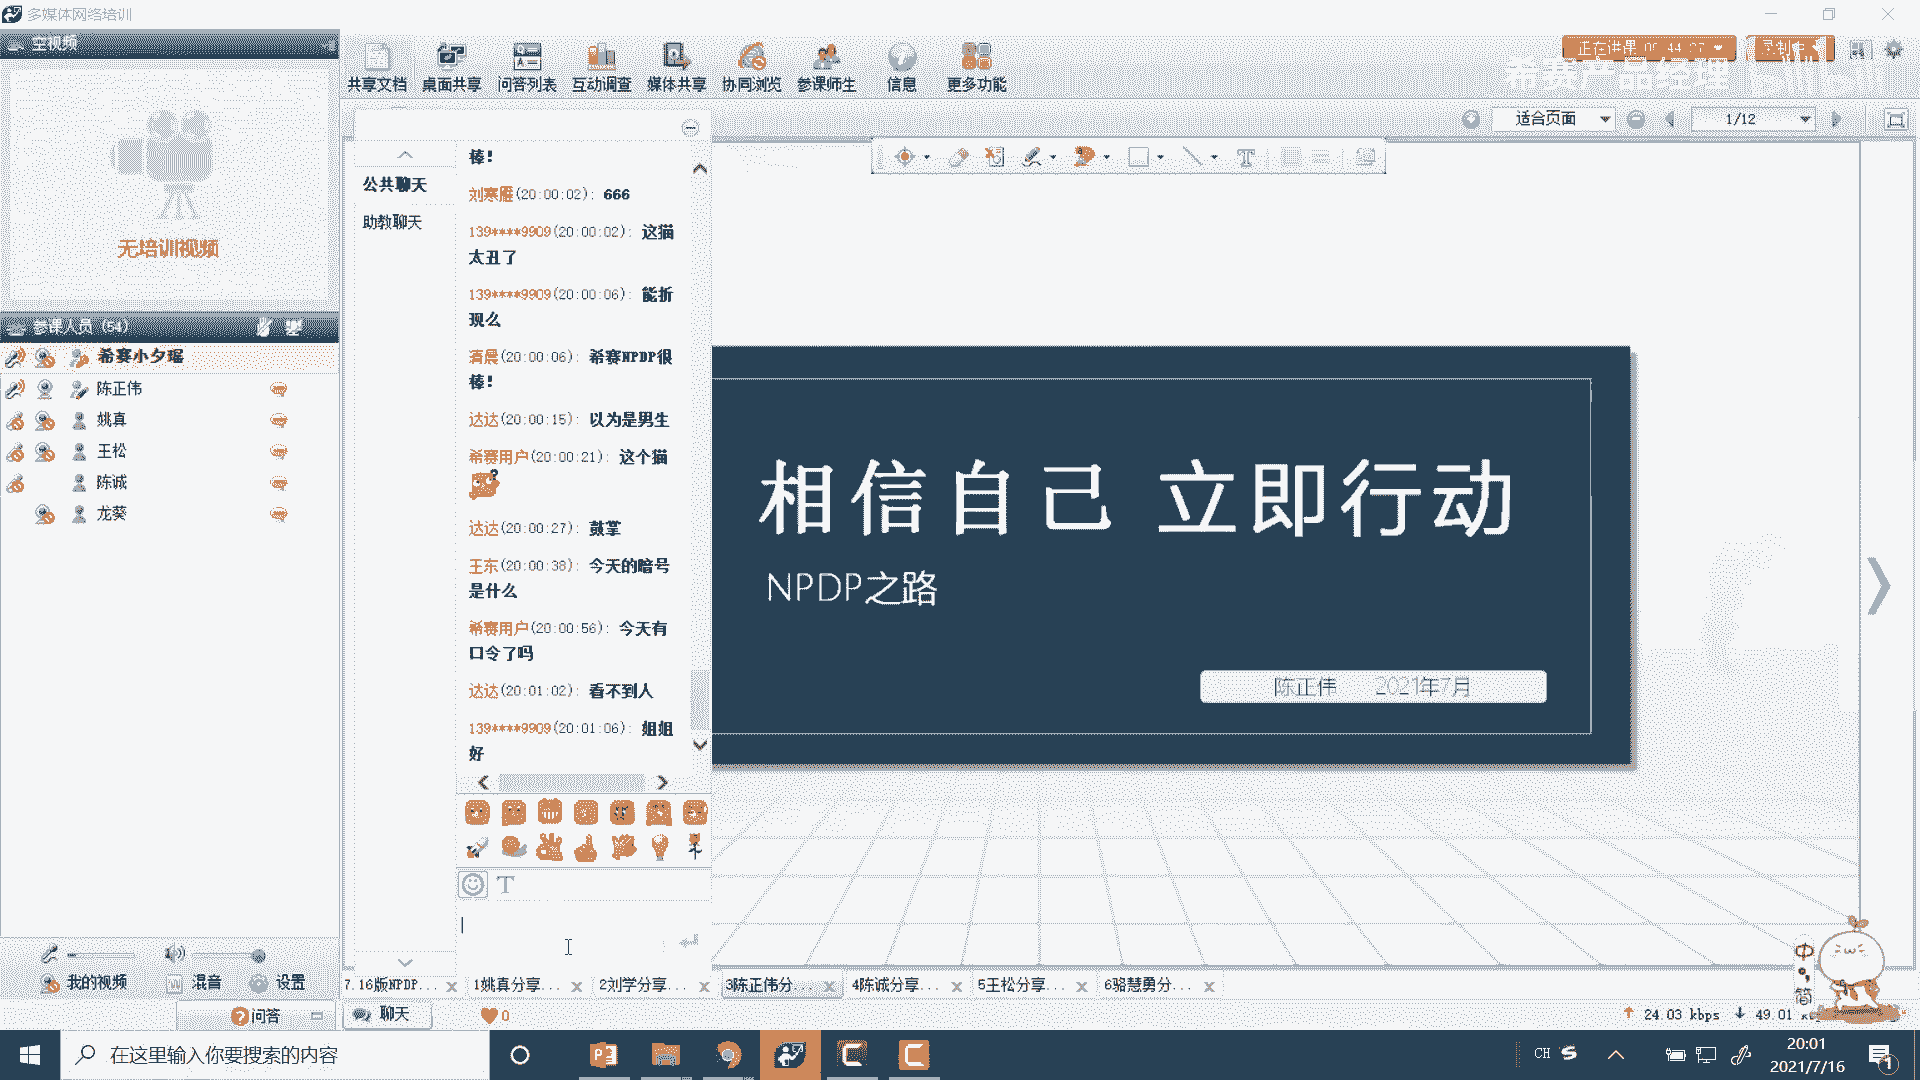 多媒体网络培训
主视频
无培训视频
参课人员 (54)
希赛小夕瑶
陈正伟
姚真
王松
陈诚
龙葵
我的视频
混音
设置
问答
共享文档
桌面共享
问答列表
互动调查
媒体共享
协同浏览
参课师生
信息
更多功能
正在讲课 00:44:27
录制中
希赛产品经理
bilibili
适合页面
1/12
公共聊天
助教聊天
棒!
刘寒雁(20:00:02): 666
139****9909(20:00:02): 这猫
太丑了
139****9909(20:00:06): 能折
现么
清晨(20:00:06): 希赛NPDP很
棒!
达达(20:00:15): 以为是男生
希赛用户(20:00:21): 这个猫
达达(20:00:27): 鼓掌
王东(20:00:38): 今天的暗号
是什么
希赛用户(20:00:56): 今天有
口令了吗
达达(20:01:02): 看不到人
139****9909(20:01:06): 姐姐
好
相信自己 立即行动
NPDP之路
陈正伟 2021年7月
7.16版NPDP...
1姚真分享...
2刘学分享...
3陈正伟分...
4陈诚分享...
5王松分享...
6骆慧勇分...
聊天
0
24.03 kbps
49.01
中
简
在这里输入你要搜索的内容
CH
20:01
2021/7/16
1